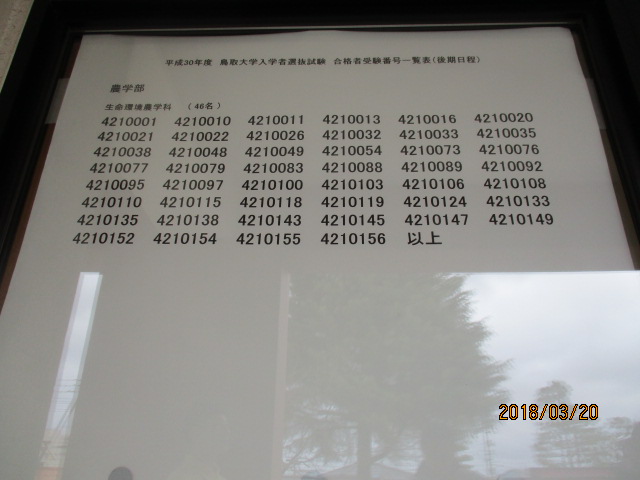 平成30年度 鳥取大学入学者選抜試験 合格者受験番号一覧表(後期日程)
農学部
生命環境農学科 (46名)
4210001 4210010 4210011 4210013 4210016 4210020
4210021 4210022 4210026 4210032 4210033 4210035
4210038 4210048 4210049 4210054 4210073 4210076
4210077 4210079 4210083 4210088 4210089 4210092
4210095 4210097 4210100 4210103 4210106 4210108
4210110 4210115 4210118 4210119 4210124 4210133
4210135 4210138 4210143 4210145 4210147 4210149
4210152 4210154 4210155 4210156 以上
2018/03/20